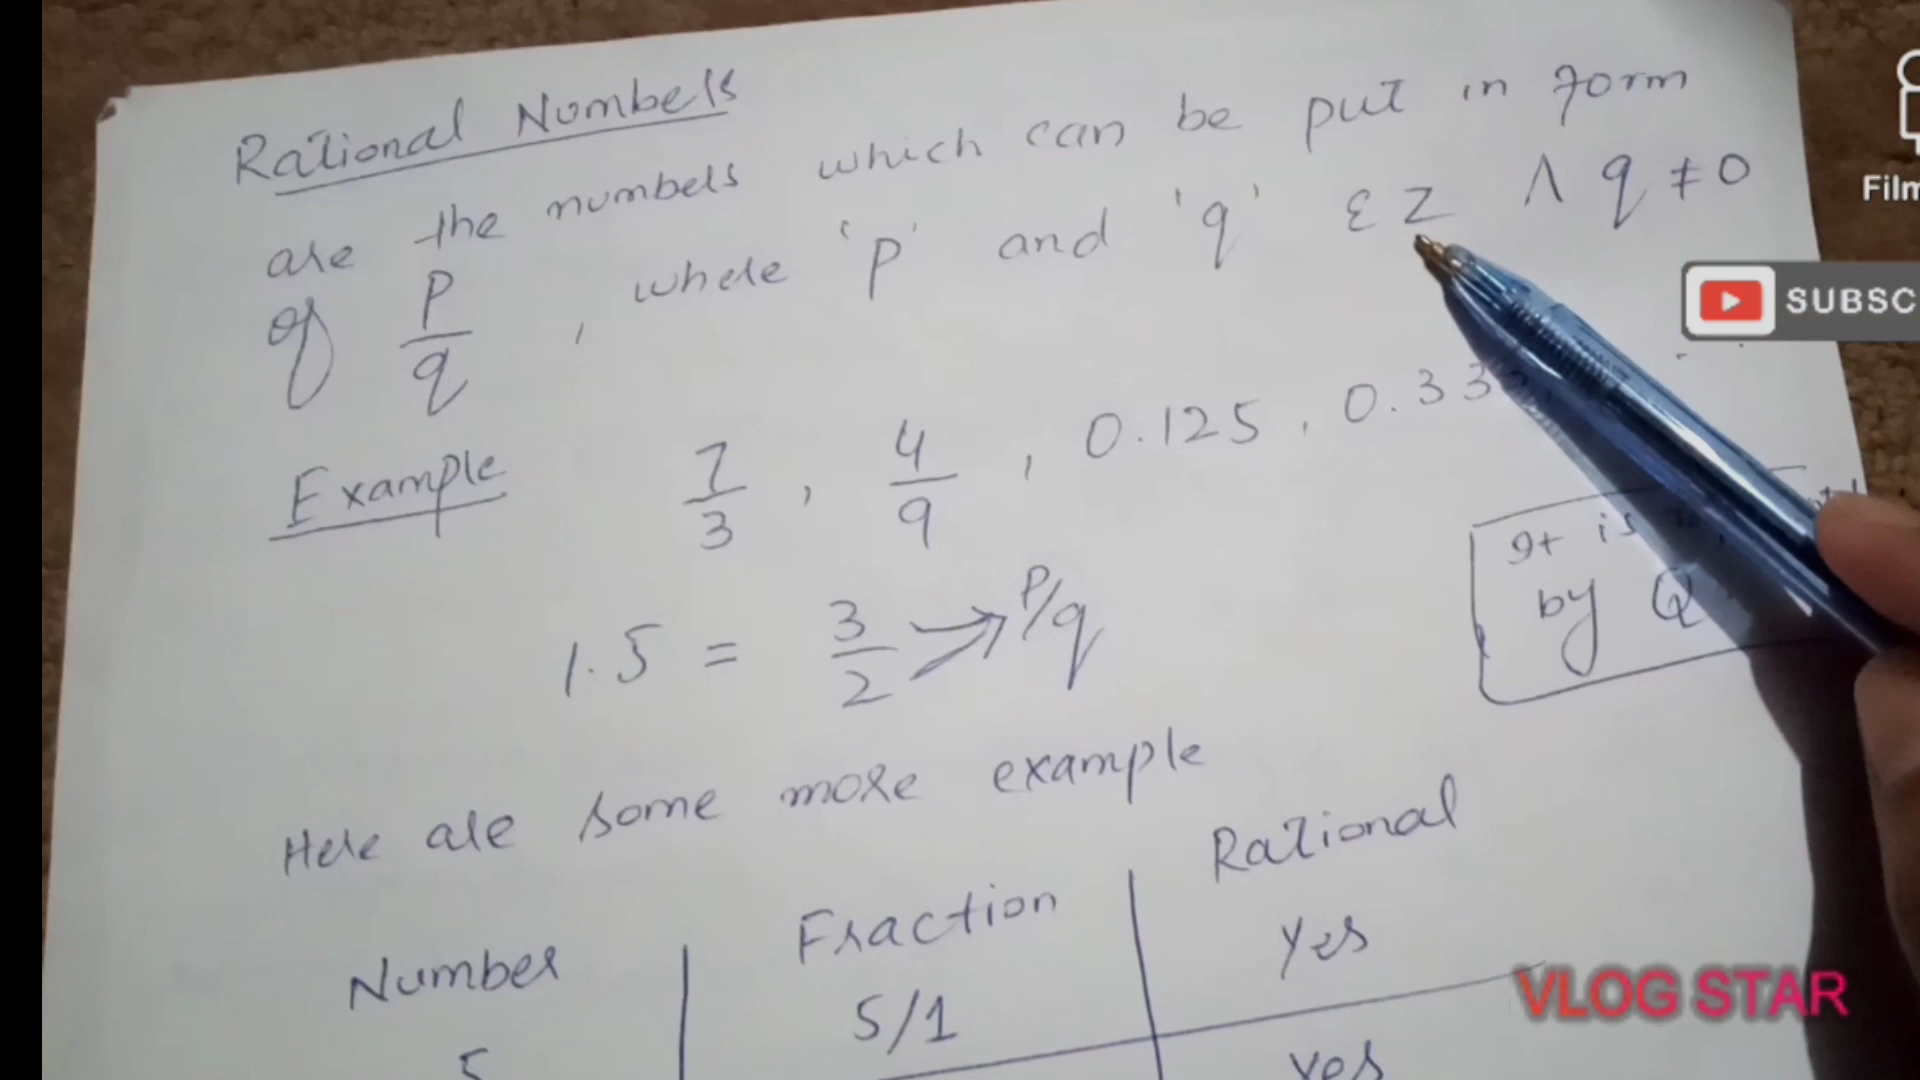 Rational Numbers
are the numbers which can be put in form
of p/q , where 'p' and 'q' ε Z Λ q ≠ 0
Example 7/3 , 4/9 , 0.125 , 0.33
1.5 = 3/2 → p/q
It is
by Q
Here are some more example
Number Fraction Rational
5 5/1 Yes
Yes
SUBSC
Film
VLOG STAR